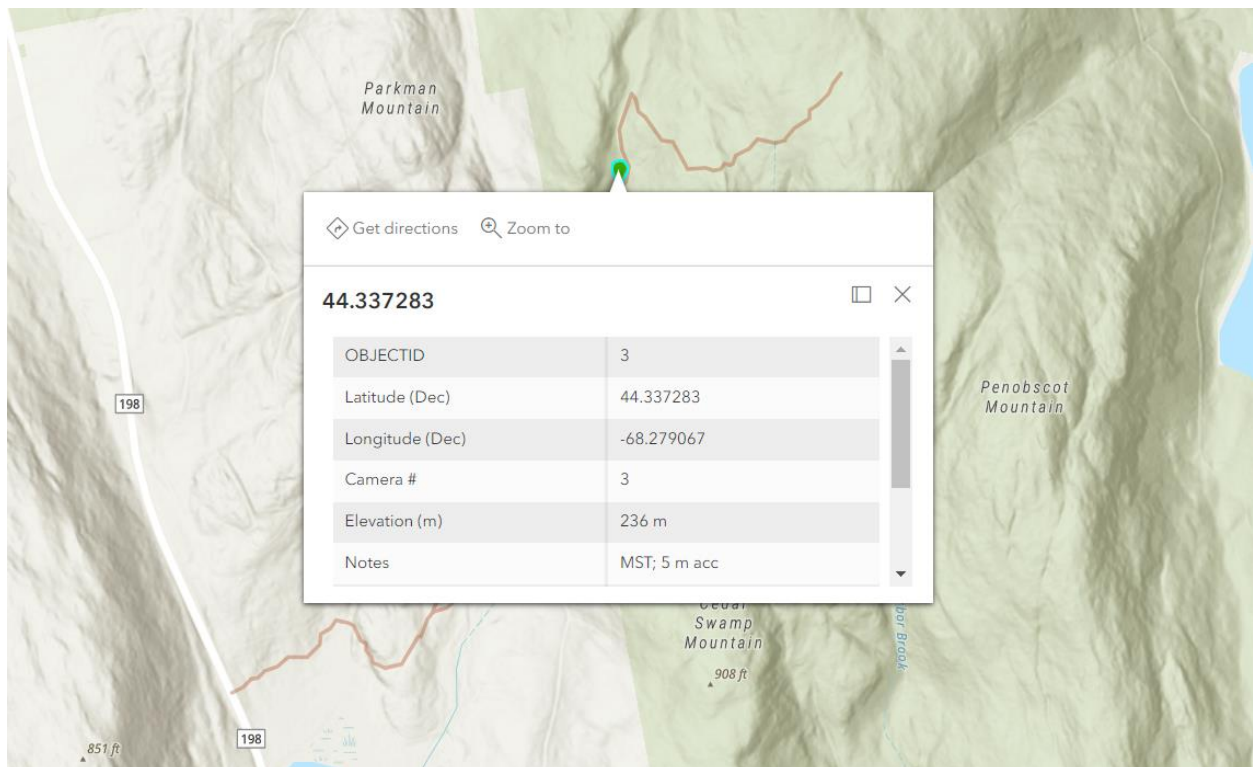 Parkman
Mountain
Get directions Zoom to
44.337283
OBJECTID 3
Latitude (Dec) 44.337283
Longitude (Dec) -68.279067
Camera # 3
Elevation (m) 236 m
Notes MST; 5 m acc
198
Penobscot
Mountain
Swamp
Mountain
908 ft
Brook
198
851 ft